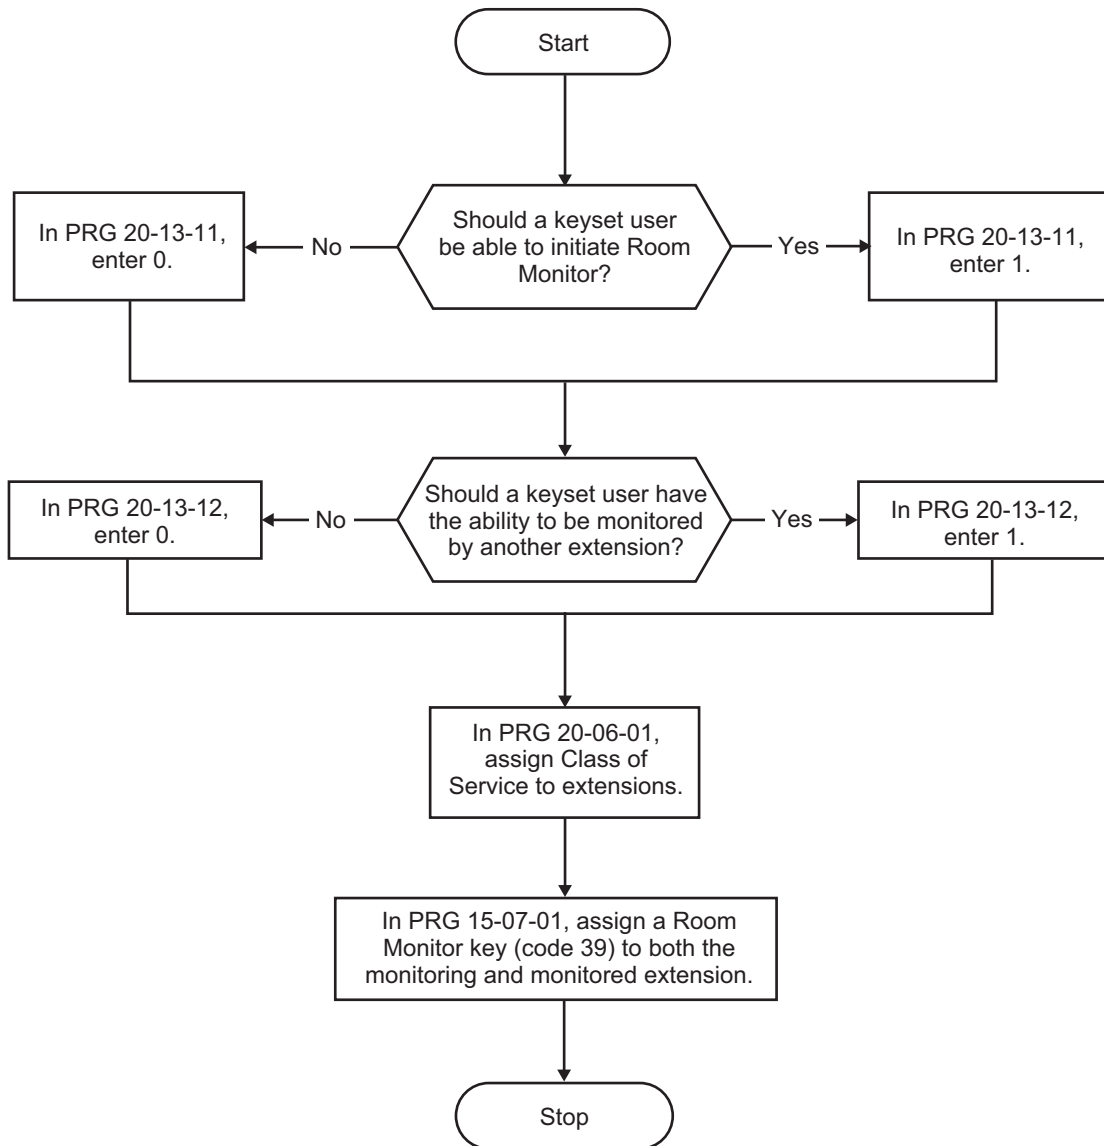 Start
Should a keyset user
be able to initiate Room
Monitor?
No
Yes
In PRG 20-13-11,
enter 0.
In PRG 20-13-11,
enter 1.
Should a keyset user have
the ability to be monitored
by another extension?
No
Yes
In PRG 20-13-12,
enter 0.
In PRG 20-13-12,
enter 1.
In PRG 20-06-01,
assign Class of
Service to extensions.
In PRG 15-07-01, assign a Room
Monitor key (code 39) to both the
monitoring and monitored extension.
Stop